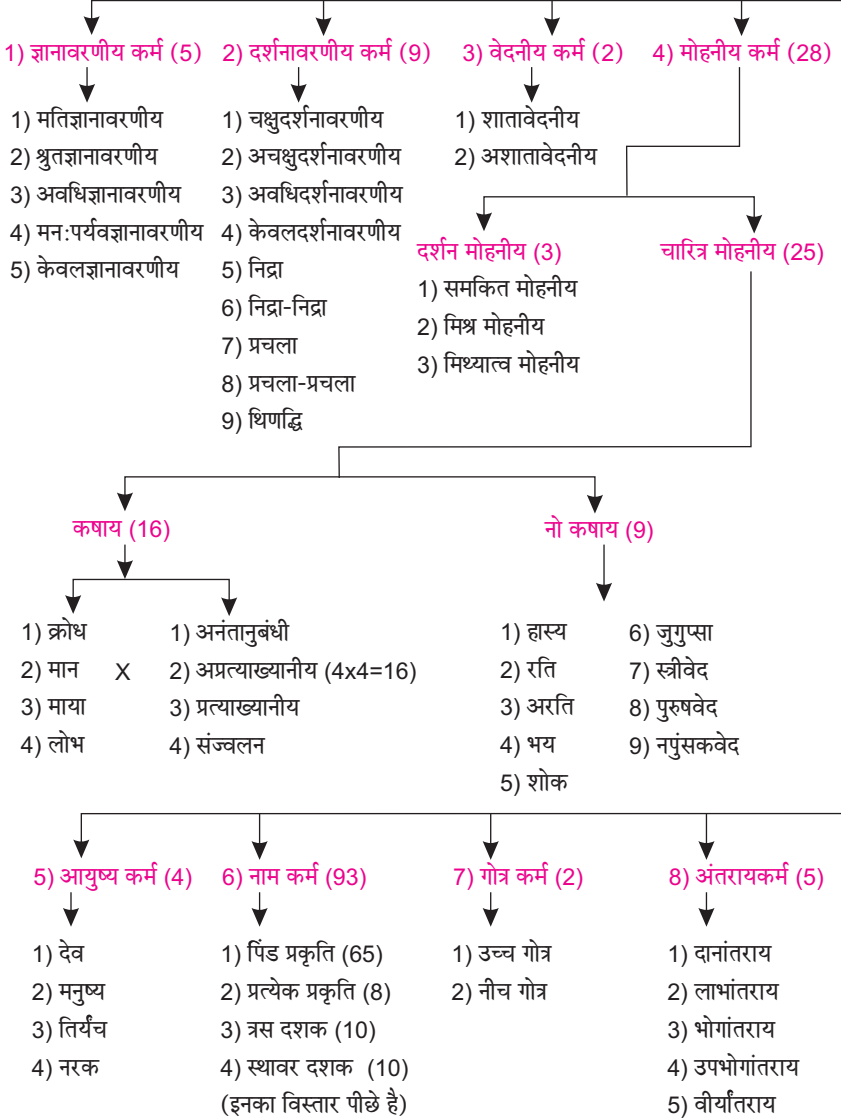 1) ज्ञानावरणीय कर्म (5)
1) मतिज्ञानावरणीय
2) श्रुतज्ञानावरणीय
3) अवधिज्ञानावरणीय
4) मन:पर्यवज्ञानावरणीय
5) केवलज्ञानावरणीय
2) दर्शनावरणीय कर्म (9)
1) चक्षुदर्शनावरणीय
2) अचक्षुदर्शनावरणीय
3) अवधिदर्शनावरणीय
4) केवलदर्शनावरणीय
5) निद्रा
6) निद्रा-निद्रा
7) प्रचला
8) प्रचला-प्रचला
9) थिणद्धि
3) वेदनीय कर्म (2)
1) शातावेदनीय
2) अशातावेदनीय
4) मोहनीय कर्म (28)
दर्शन मोहनीय (3)
1) समकित मोहनीय
2) मिश्र मोहनीय
3) मिथ्यात्व मोहनीय
चारित्र मोहनीय (25)
कषाय (16)
1) क्रोध
2) मान X
3) माया
4) लोभ
1) अनंतानुबंधी
2) अप्रत्याख्यानीय (4x4=16)
3) प्रत्याख्यानीय
4) संज्वलन
नो कषाय (9)
1) हास्य
2) रति
3) अरति
4) भय
5) शोक
6) जुगुप्सा
7) स्त्रीवेद
8) पुरुषवेद
9) नपुंसकवेद
5) आयुष्य कर्म (4)
1) देव
2) मनुष्य
3) तिर्यंच
4) नरक
6) नाम कर्म (93)
1) पिंड प्रकृति (65)
2) प्रत्येक प्रकृति (8)
3) त्रस दशक (10)
4) स्थावर दशक (10)
(इनका विस्तार पीछे है)
7) गोत्र कर्म (2)
1) उच्च गोत्र
2) नीच गोत्र
8) अंतरायकर्म (5)
1) दानांतराय
2) लाभांतराय
3) भोगांतराय
4) उपभोगांतराय
5) वीर्यांतराय